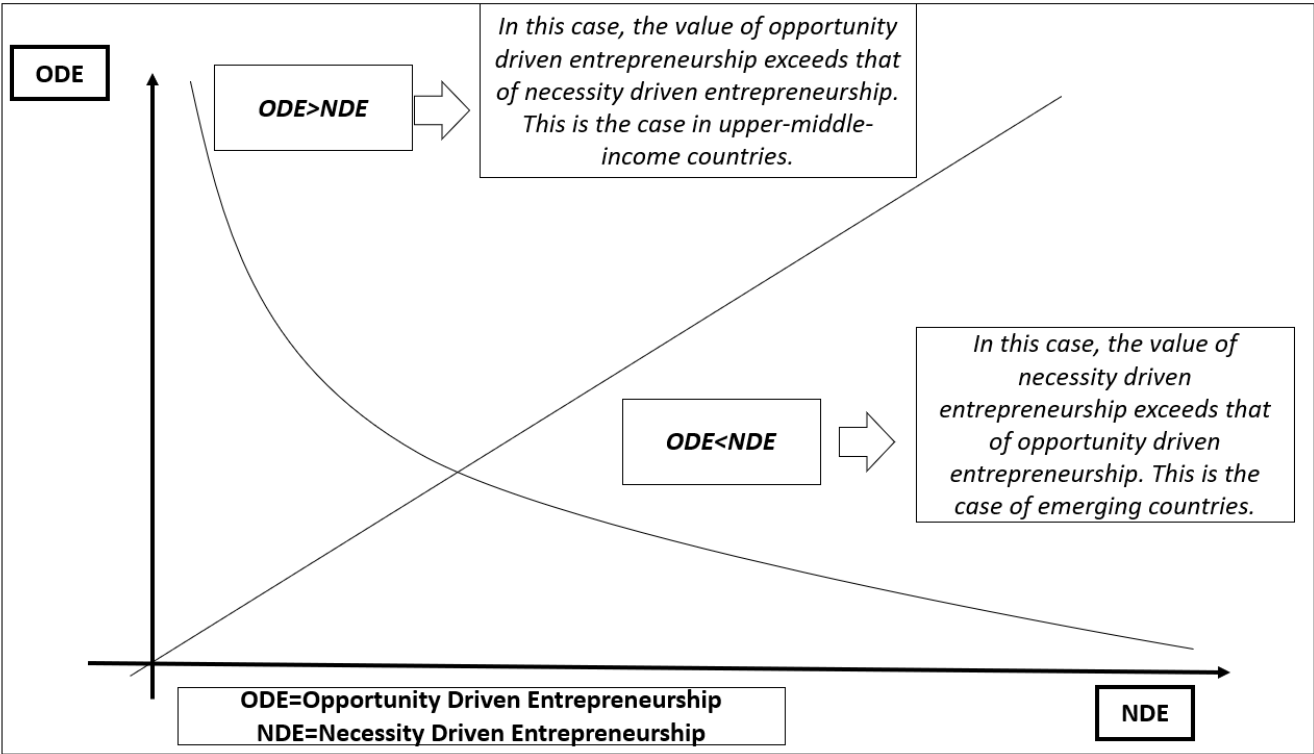 ODE
ODE>NDE
In this case, the value of opportunity
driven entrepreneurship exceeds that
of necessity driven entrepreneurship.
This is the case in upper-middle-
income countries.
ODE<NDE
In this case, the value of
necessity driven
entrepreneurship exceeds that
of opportunity driven
entrepreneurship. This is the
case of emerging countries.
ODE=Opportunity Driven Entrepreneurship
NDE=Necessity Driven Entrepreneurship
NDE